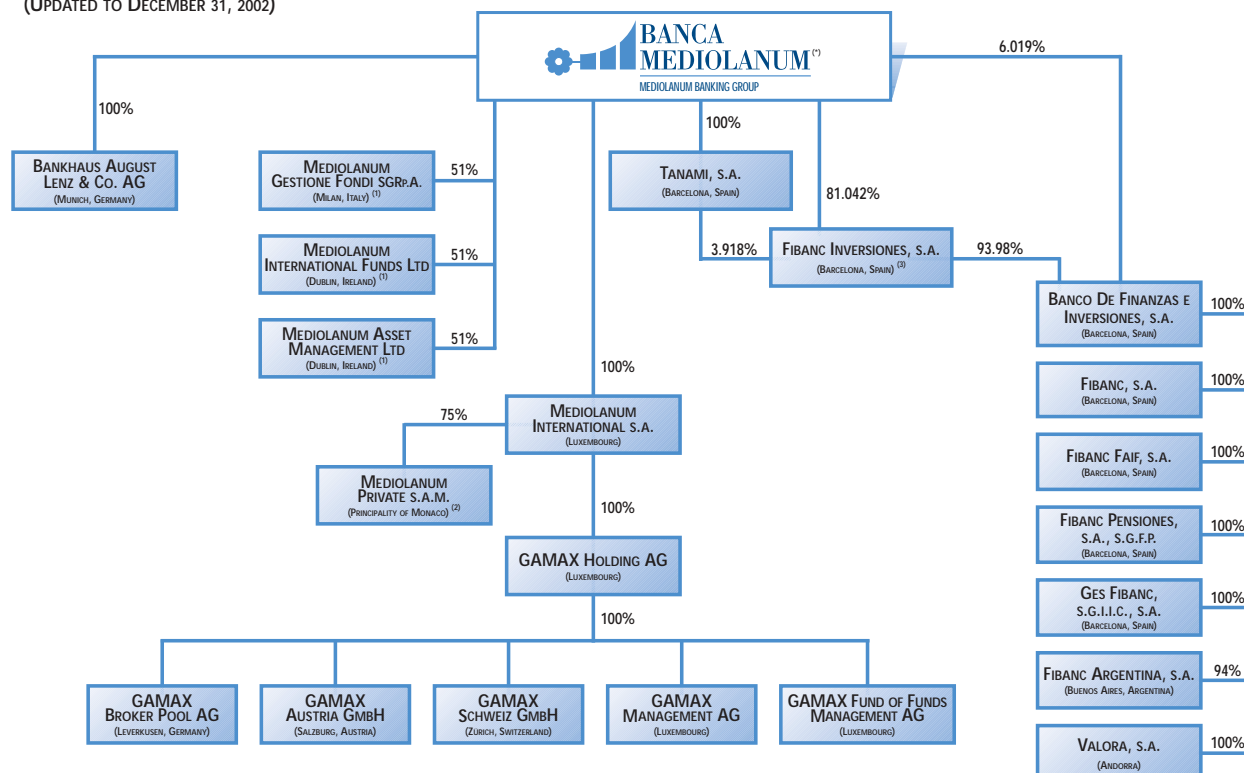 (UPDATED TO DECEMBER 31, 2002)
BANCA
MEDIOLANUM (*)
MEDIOLANUM BANKING GROUP
6.019%
100%
BANKHAUS AUGUST
LENZ & CO. AG
(MUNICH, GERMANY)
MEDIOLANUM
GESTIONE FONDI SGRP.A.
(MILAN, ITALY) (1)
51%
MEDIOLANUM
INTERNATIONAL FUNDS LTD
(DUBLIN, IRELAND) (1)
51%
MEDIOLANUM ASSET
MANAGEMENT LTD
(DUBLIN, IRELAND) (1)
51%
100%
TANAMI, S.A.
(BARCELONA, SPAIN)
81.042%
3.918%
FIBANC INVERSIONES, S.A.
(BARCELONA, SPAIN) (3)
93.98%
100%
MEDIOLANUM
INTERNATIONAL S.A.
(LUXEMBOURG)
75%
MEDIOLANUM
PRIVATE S.A.M.
(PRINCIPALITY OF MONACO) (2)
100%
GAMAX HOLDING AG
(LUXEMBOURG)
100%
GAMAX
BROKER POOL AG
(LEVERKUSEN, GERMANY)
GAMAX
AUSTRIA GMBH
(SALZBURG, AUSTRIA)
GAMAX
SCHWEIZ GMBH
(ZÜRICH, SWITZERLAND)
GAMAX
MANAGEMENT AG
(LUXEMBOURG)
GAMAX FUND OF FUNDS
MANAGEMENT AG
(LUXEMBOURG)
BANCO DE FINANZAS E
INVERSIONES, S.A.
(BARCELONA, SPAIN)
100%
FIBANC, S.A.
(BARCELONA, SPAIN)
100%
FIBANC FAIF, S.A.
(BARCELONA, SPAIN)
100%
FIBANC PENSIONES,
S.A., S.G.F.P.
(BARCELONA, SPAIN)
100%
GES FIBANC,
S.G.I.I.C., S.A.
(BARCELONA, SPAIN)
100%
FIBANC ARGENTINA, S.A.
(BUENOS AIRES, ARGENTINA)
94%
VALORA, S.A.
(ANDORRA)
100%